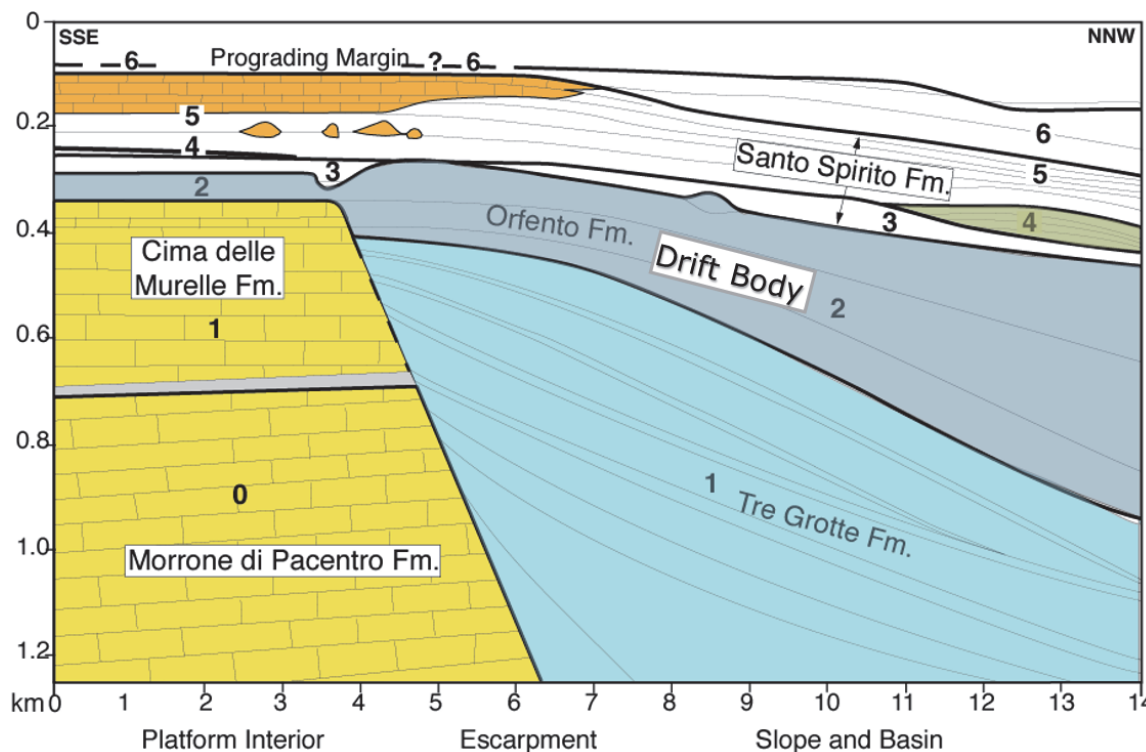 0
SSE
NNW
6
Prograding Margin
?
6
5
0.2
6
4
Santo Spirito Fm.
5
3
2
3
4
0.4
Orfento Fm.
Cima delle
Murelle Fm.
Drift Body
2
0.6
1
0.8
0
1
Tre Grotte Fm.
1.0
Morrone di Pacentro Fm.
1.2
km 0 1 2 3 4 5 6 7 8 9 10 11 12 13 14
Platform Interior Escarpment Slope and Basin